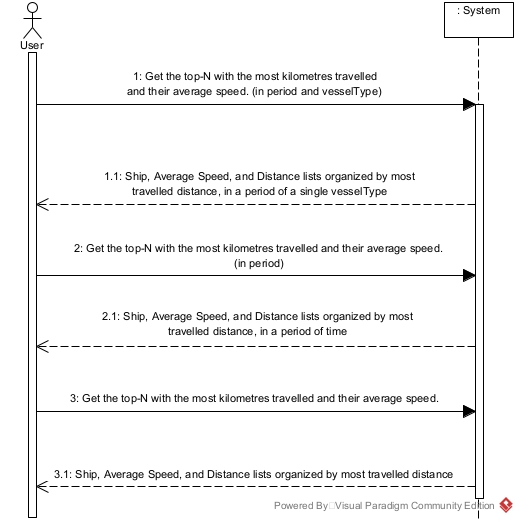 : System
User
1: Get the top-N with the most kilometres travelled
and their average speed. (in period and vesselType)
1.1: Ship, Average Speed, and Distance lists organized by most
travelled distance, in a period of a single vesselType
2: Get the top-N with the most kilometres travelled and their average speed.
(in period)
2.1: Ship, Average Speed, and Distance lists organized by most
travelled distance, in a period of time
3: Get the top-N with the most kilometres travelled and their average speed.
3.1: Ship, Average Speed, and Distance lists organized by most travelled distance
Powered By Visual Paradigm Community Edition